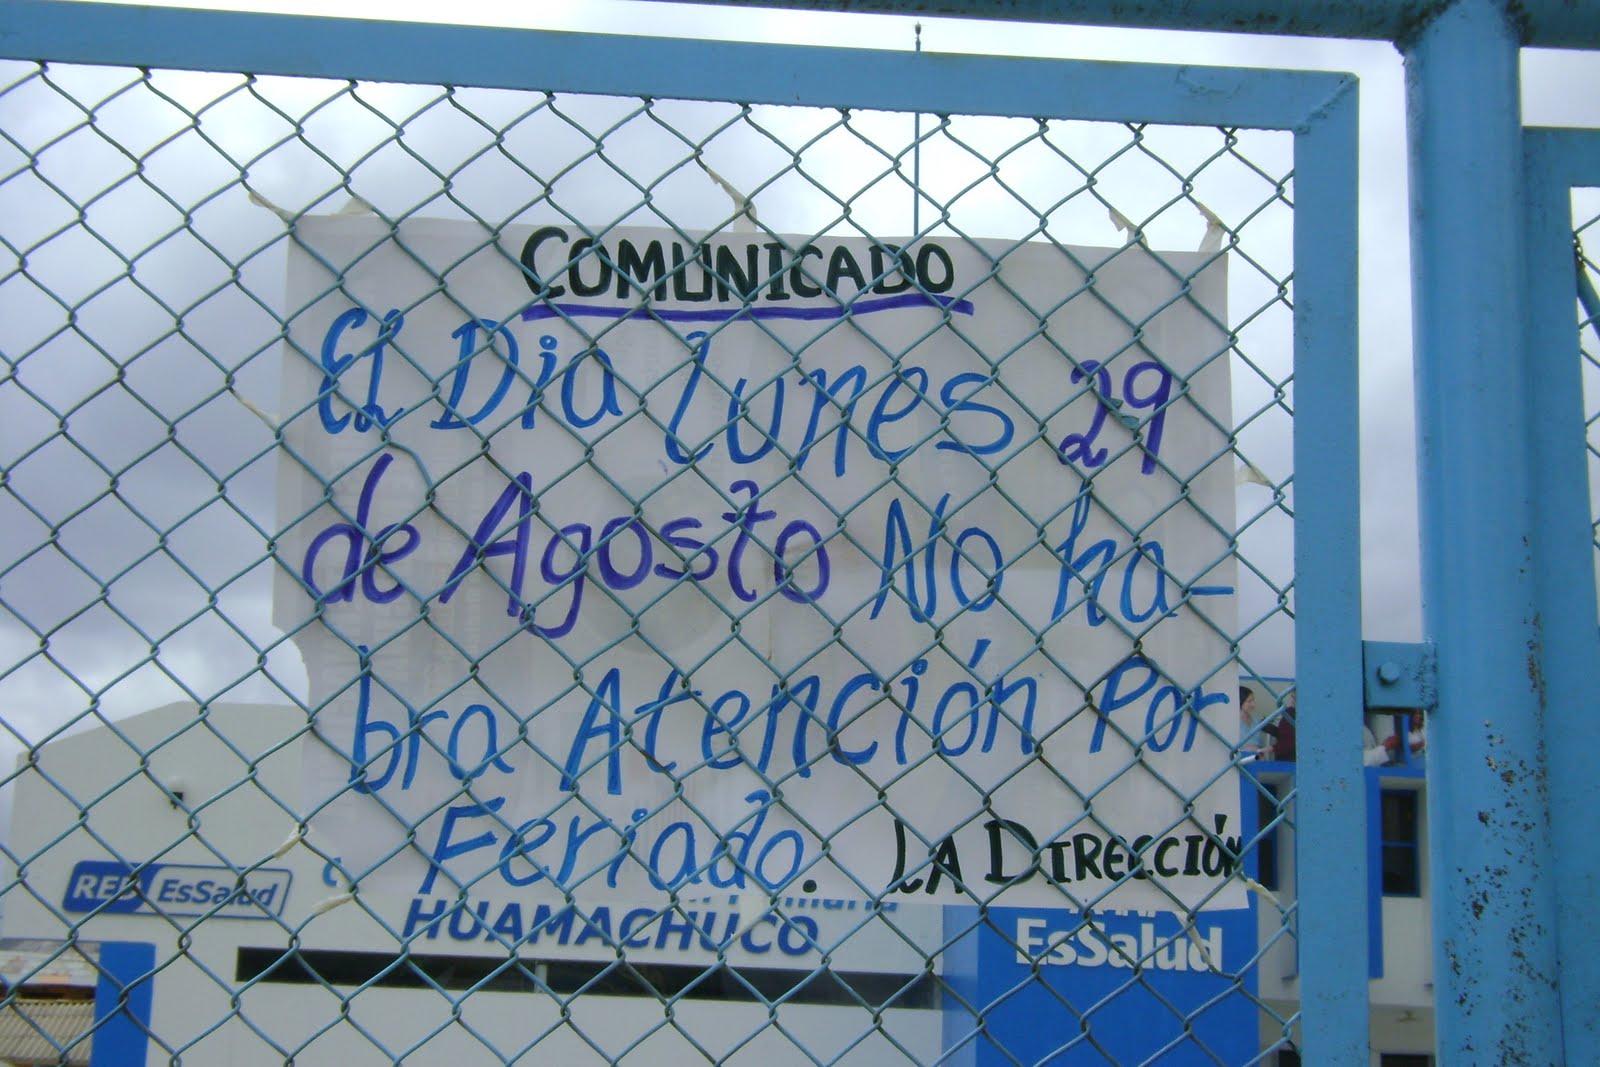 COMUNICADO
El Dia lunes 29
de Agosto No ha-
bra Atención Por
Feriado. LA DIRECCIÓN
RED EsSalud
HUAMACHUCO
EsSalud